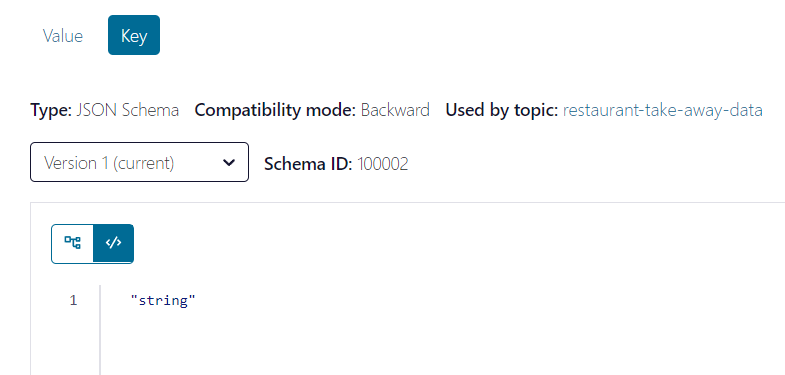 Value Key
Type: JSON Schema Compatibility mode: Backward Used by topic: restaurant-take-away-data
Version 1 (current) Schema ID: 100002
</>
1 "string"